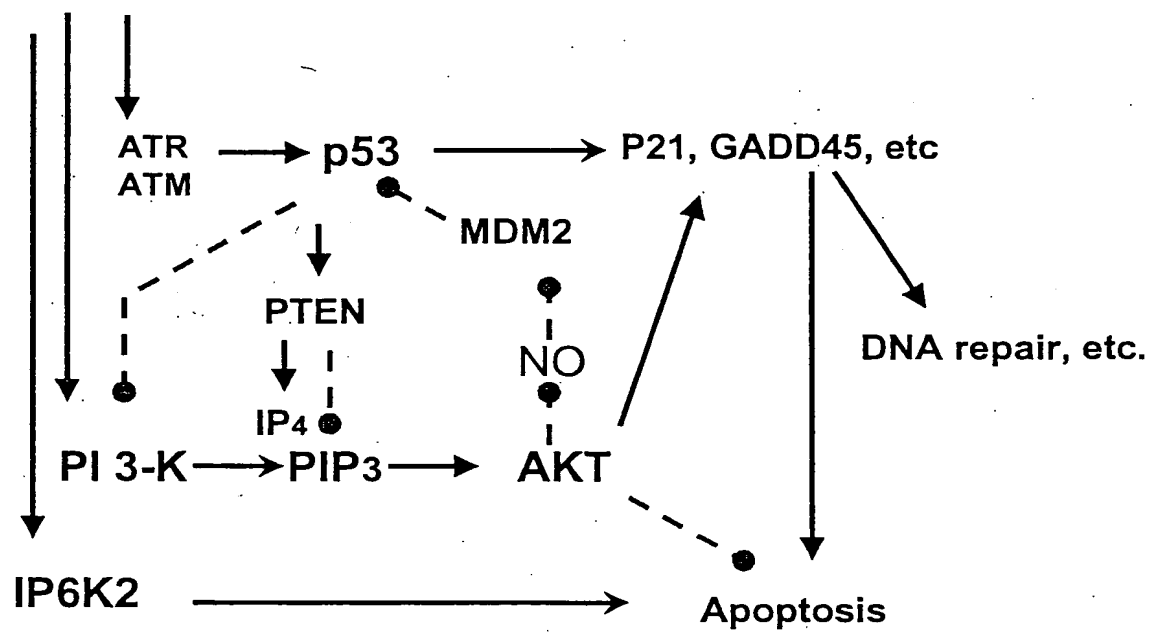 ATR
ATM
p53
P21, GADD45, etc
MDM2
PTEN
NO
DNA repair, etc.
IP4
PI 3-K
PIP3
AKT
IP6K2
Apoptosis